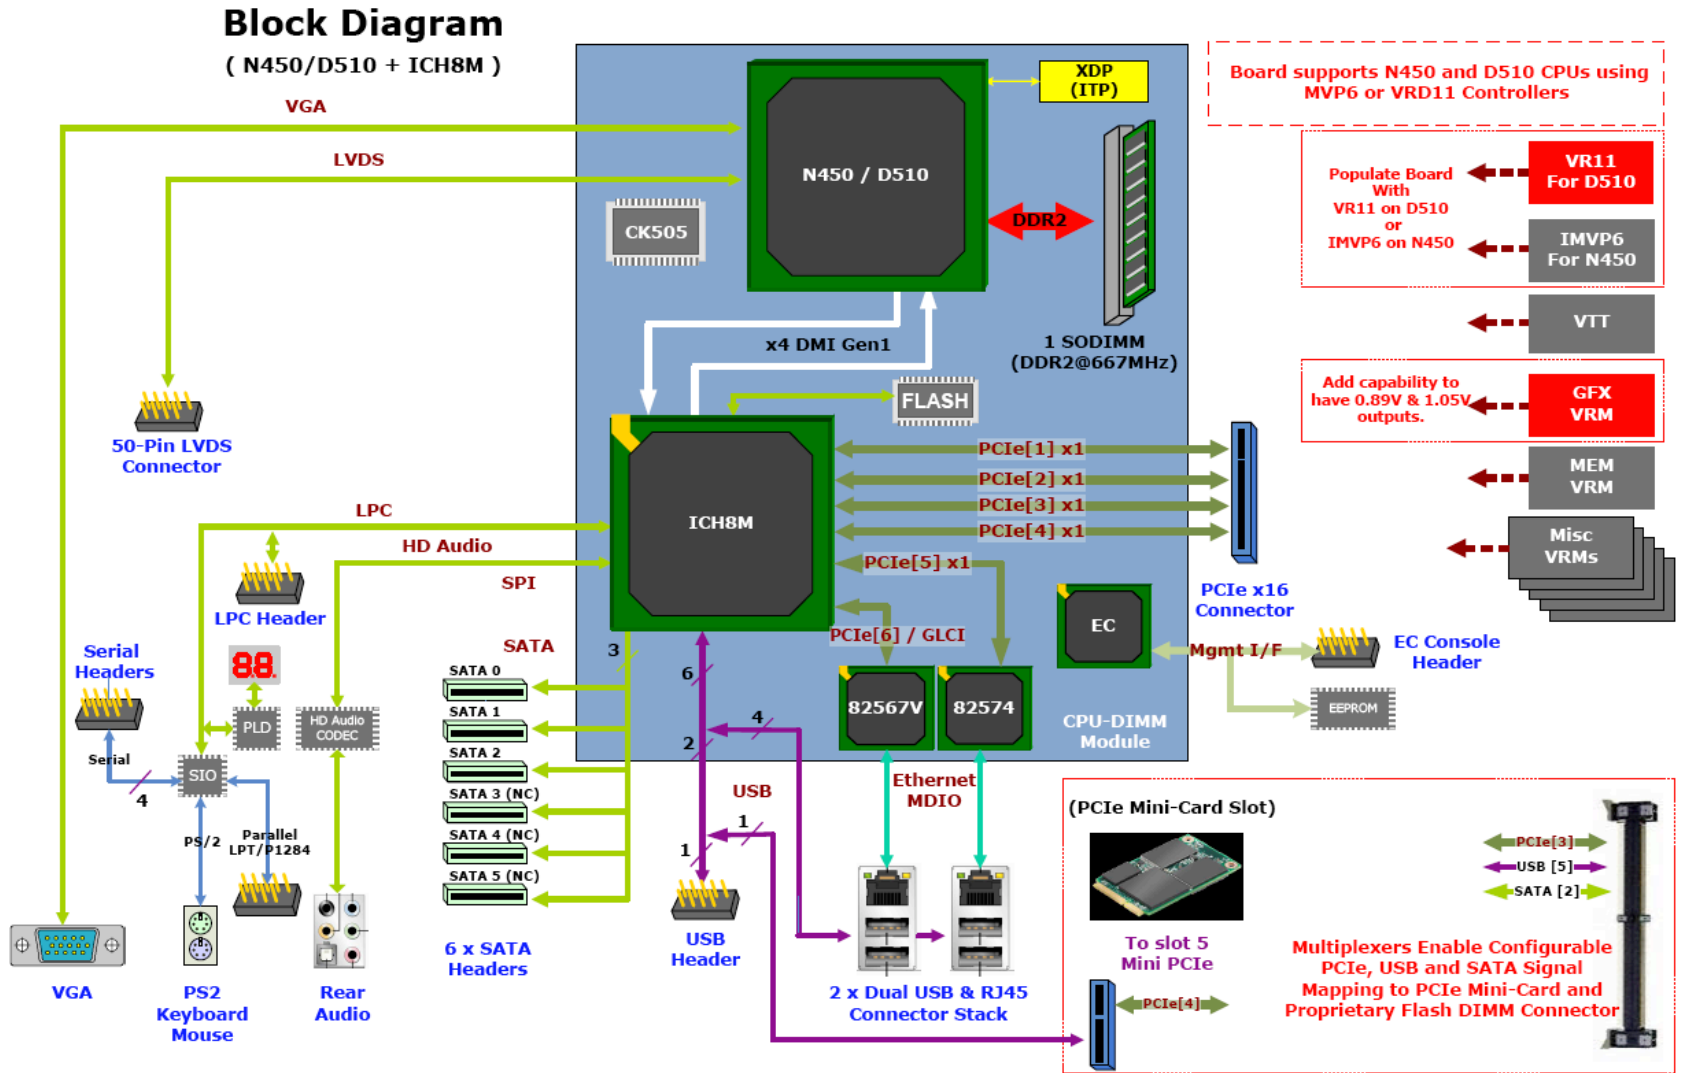 Block Diagram
( N450/D510 + ICH8M )
VGA
LVDS
XDP
(ITP)
N450 / D510
CK505
DDR2
1 SODIMM
(DDR2@667MHz)
x4 DMI Gen1
FLASH
Board supports N450 and D510 CPUs using
MVP6 or VRD11 Controllers
Populate Board
With
VR11 on D510
or
IMVP6 on N450
VR11
For D510
IMVP6
For N450
VTT
Add capability to
have 0.89V & 1.05V
outputs.
GFX
VRM
MEM
VRM
Misc
VRMs
50-Pin LVDS
Connector
LPC
HD Audio
SPI
ICH8M
PCIe[1] x1
PCIe[2] x1
PCIe[3] x1
PCIe[4] x1
PCIe[5] x1
PCIe[6] / GLCI
PCIe x16
Connector
LPC Header
EC
Mgmt I/F
EC Console
Header
EEPROM
CPU-DIMM
Module
82567V
82574
Serial
Headers
88
PLD
HD Audio
CODEC
SIO
Serial
4
PS/2
Parallel
LPT/P1284
SATA
3
SATA 0
SATA 1
SATA 2
SATA 3 (NC)
SATA 4 (NC)
SATA 5 (NC)
6 x SATA
Headers
6
4
2
USB
1
1
USB
Header
Ethernet
MDIO
2 x Dual USB & RJ45
Connector Stack
VGA
PS2
Keyboard
Mouse
Rear
Audio
(PCIe Mini-Card Slot)
To slot 5
Mini PCIe
PCIe[4]
PCIe[3]
USB [5]
SATA [2]
Multiplexers Enable Configurable
PCIe, USB and SATA Signal
Mapping to PCIe Mini-Card and
Proprietary Flash DIMM Connector